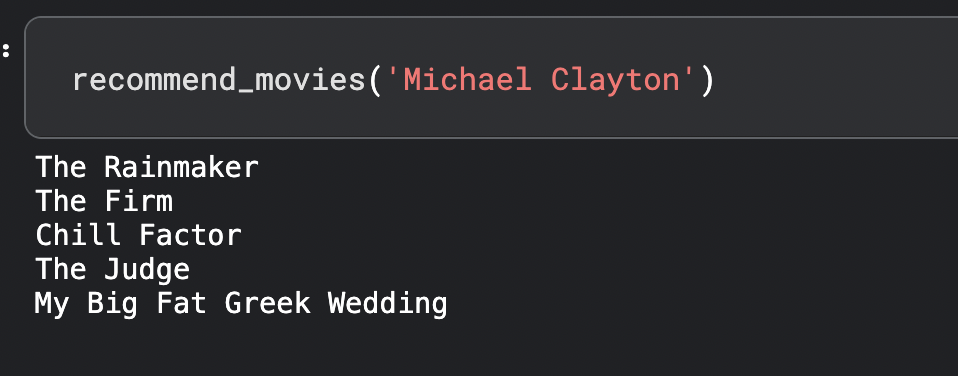 recommend_movies('Michael Clayton')
The Rainmaker
The Firm
Chill Factor
The Judge
My Big Fat Greek Wedding